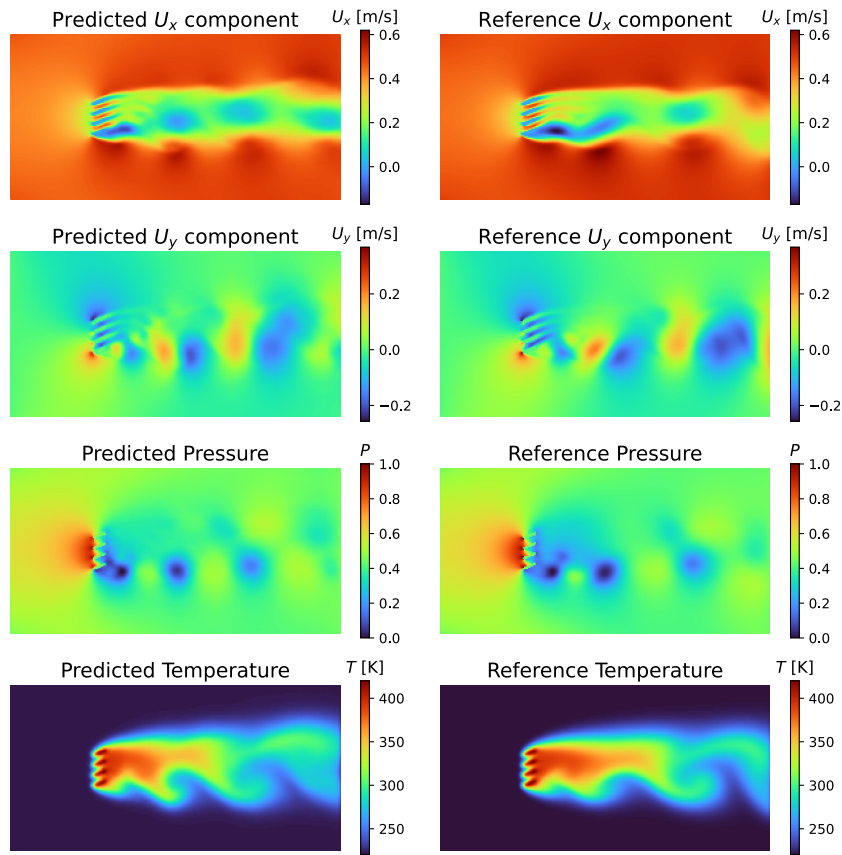 Predicted Uₓ component
Uₓ [m/s]
0.6
0.4
0.2
0.0
Reference Uₓ component
Uₓ [m/s]
0.6
0.4
0.2
0.0
Predicted U_y component
U_y [m/s]
0.2
0.0
−0.2
Reference U_y component
U_y [m/s]
0.2
0.0
−0.2
Predicted Pressure
P
1.0
0.8
0.6
0.4
0.2
0.0
Reference Pressure
P
1.0
0.8
0.6
0.4
0.2
0.0
Predicted Temperature
T [K]
400
350
300
250
Reference Temperature
T [K]
400
350
300
250